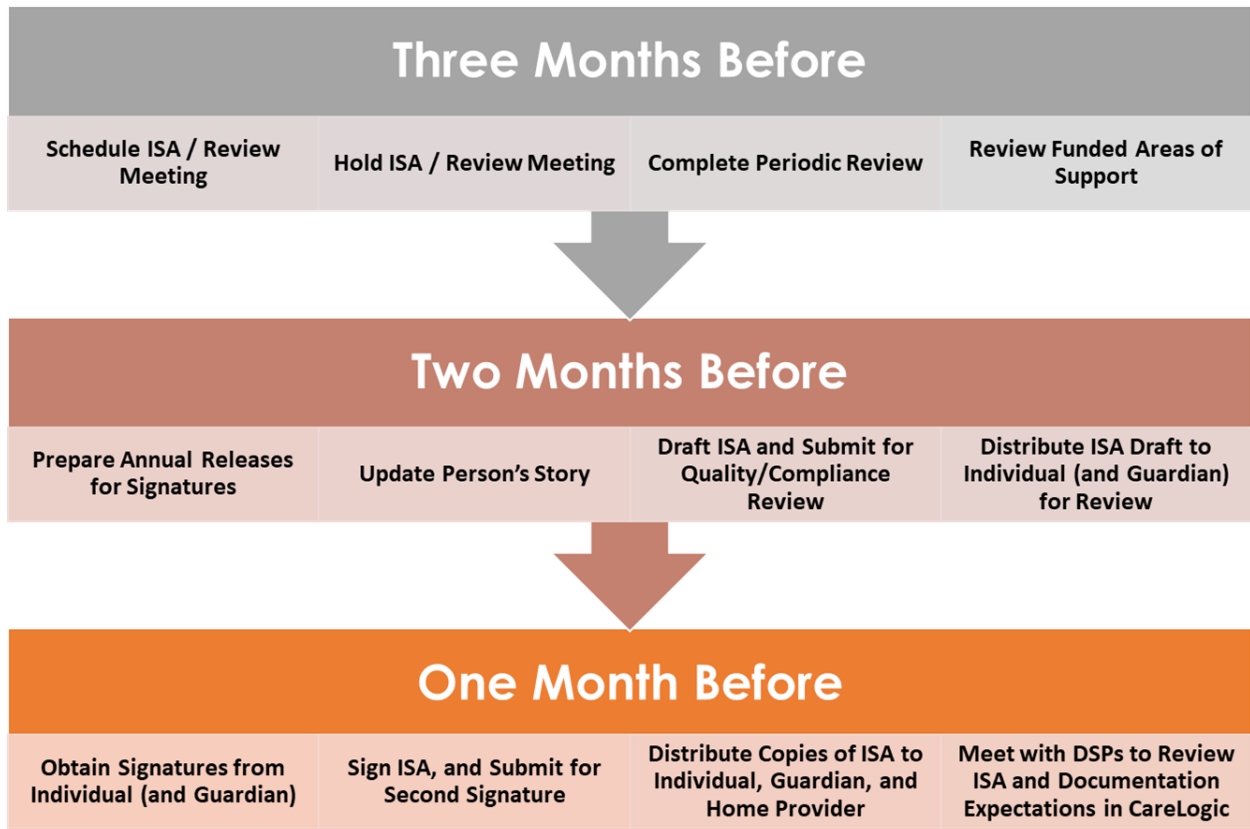 Three Months Before
Schedule ISA / Review
Meeting
Hold ISA / Review Meeting
Complete Periodic Review
Review Funded Areas of
Support
Two Months Before
Prepare Annual Releases
for Signatures
Update Person's Story
Draft ISA and Submit for
Quality/Compliance
Review
Distribute ISA Draft to
Individual (and Guardian)
for Review
One Month Before
Obtain Signatures from
Individual (and Guardian)
Sign ISA, and Submit for
Second Signature
Distribute Copies of ISA to
Individual, Guardian, and
Home Provider
Meet with DSPs to Review
ISA and Documentation
Expectations in CareLogic